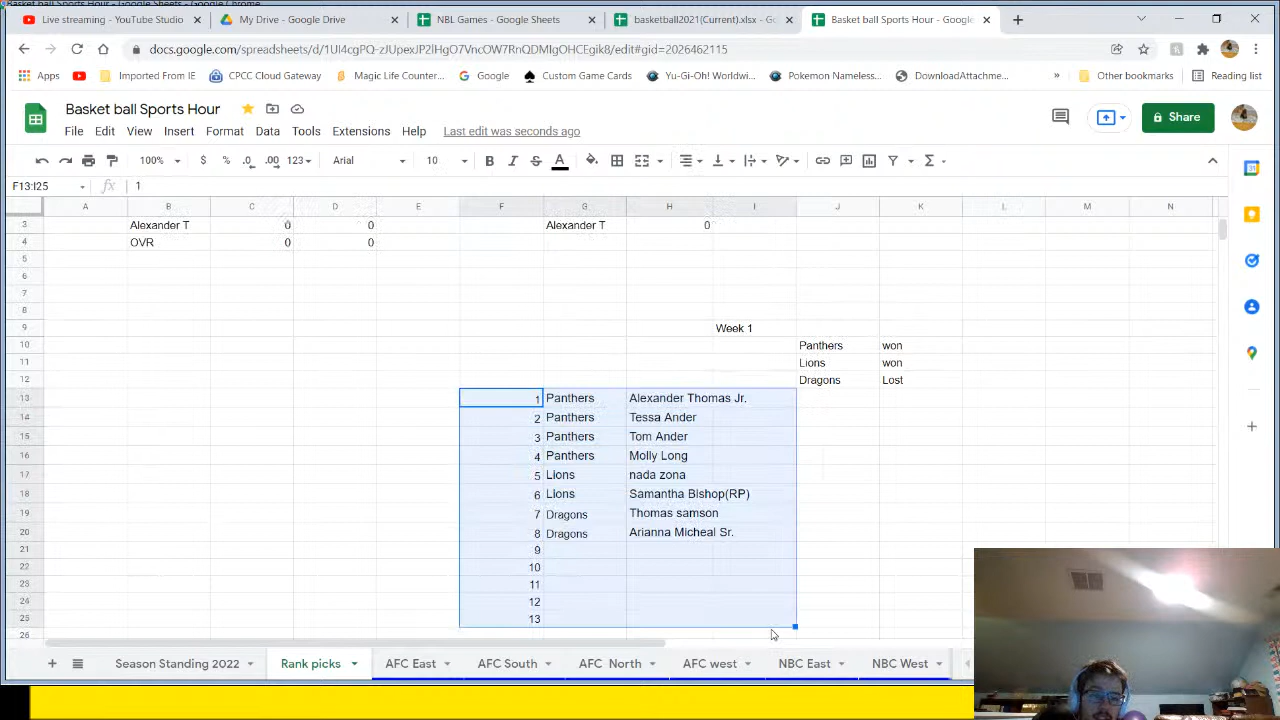 Basket ball Sports Hour - Google Sheets - Google Chrome
Live streaming - YouTube Studio
My Drive - Google Drive
NBL Games - Google Sheets
basketball2021(Current).xlsx - Go
Basket ball Sports Hour - Google
docs.google.com/spreadsheets/d/1UI4cgPQ-zJUpexJP2lHgO7VncOW7RnQDMIgOHCEgik8/edit#gid=2026462115
Apps
Imported From IE
CPCC Cloud Gateway
Magic Life Counter...
Google
Custom Game Cards
Yu-Gi-Oh! Worldwi...
Pokemon Nameless...
DownloadAttachme...
»
Other bookmarks
Reading list
Basket ball Sports Hour
File Edit View Insert Format Data Tools Extensions Help Last edit was seconds ago
Share
100% $ % .0 .00 123 Arial 10 B I S A Σ
F13:I25 fx 1
A B C D E F G H I J K L M N
3 Alexander T 0 0 Alexander T 0
4 OVR 0 0
5
6
7
8
9 Week 1
10 Panthers won
11 Lions won
12 Dragons Lost
13 1 Panthers Alexander Thomas Jr.
14 2 Panthers Tessa Ander
15 3 Panthers Tom Ander
16 4 Panthers Molly Long
17 5 Lions nada zona
18 6 Lions Samantha BIshop(RP)
19 7 Dragons Thomas samson
20 8 Dragons Arianna Micheal Sr.
21 9
22 10
23 11
24 12
25 13
26
Season Standing 2022 Rank picks AFC East AFC South AFC North AFC west NBC East NBC West